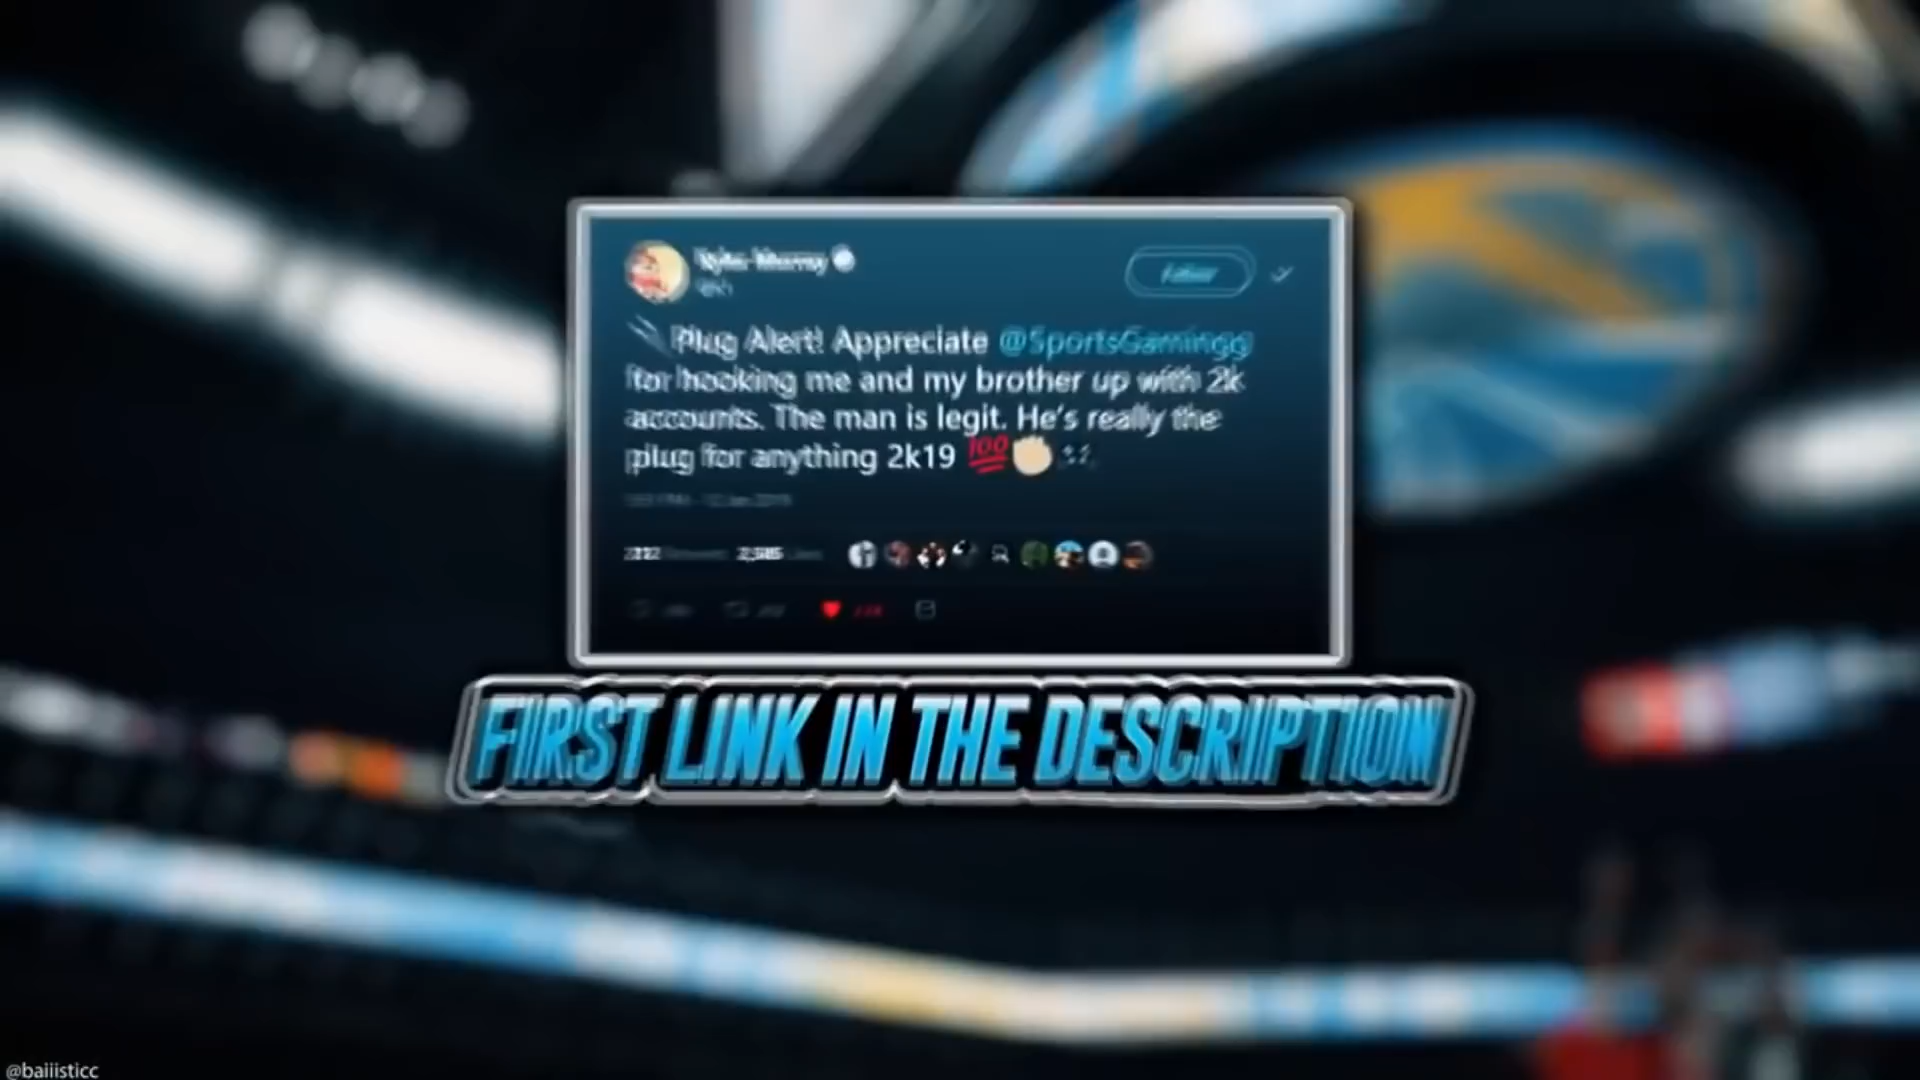 Plug Alert! Appreciate @SportsGamingg
for hooking me and my brother up with 2k
accounts. The man is legit. He's really the
plug for anything 2k19 💯
Follow
FIRST LINK IN THE DESCRIPTION
@baiiisticc